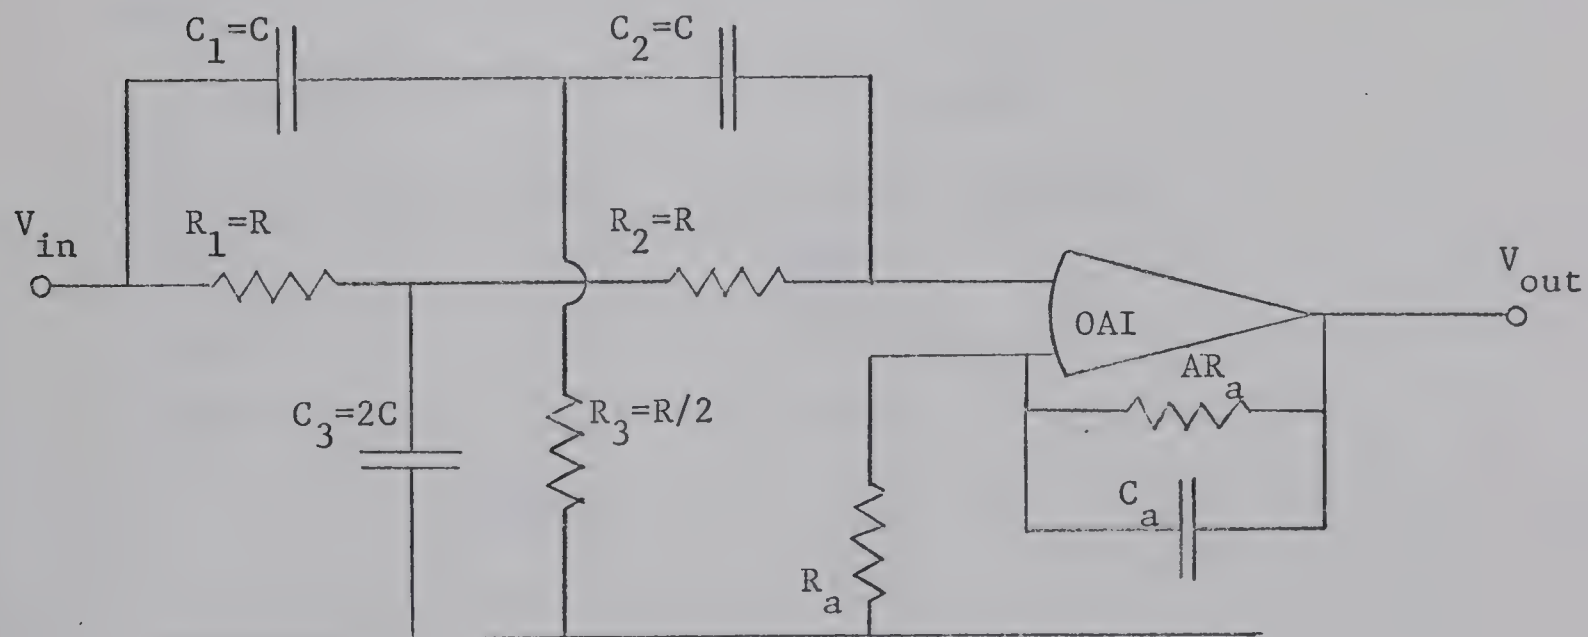 C1=C
C2=C
Vin
R1=R
R2=R
Vout
OAI
ARa
C3=2C
R3=R/2
Ca
Ra